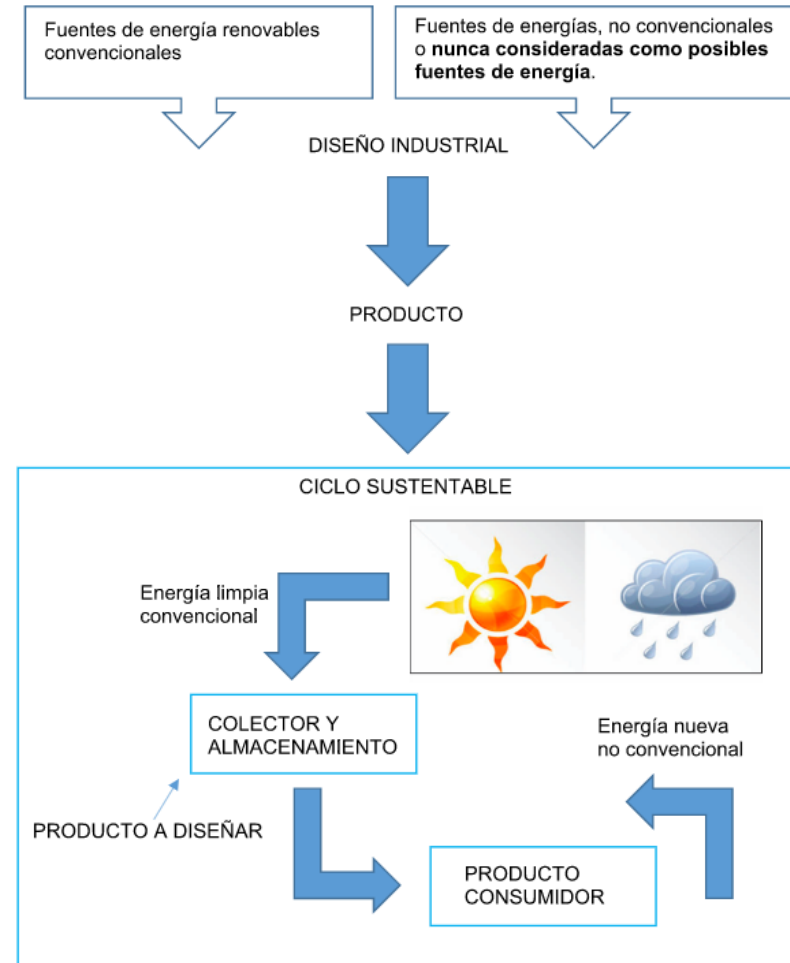 Fuentes de energía renovables
convencionales
Fuentes de energías, no convencionales
o nunca consideradas como posibles
fuentes de energía.
DISEÑO INDUSTRIAL
PRODUCTO
CICLO SUSTENTABLE
Energía limpia
convencional
COLECTOR Y
ALMACENAMIENTO
Energía nueva
no convencional
PRODUCTO A DISEÑAR
PRODUCTO
CONSUMIDOR